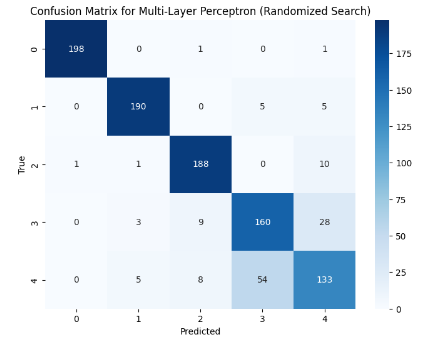 Confusion Matrix for Multi-Layer Perceptron (Randomized Search)
0 198 0 1 0 1
1 0 190 0 5 5
2 1 1 188 0 10
3 0 3 9 160 28
4 0 5 8 54 133
0 1 2 3 4
True
Predicted
175
150
125
100
75
50
25
0